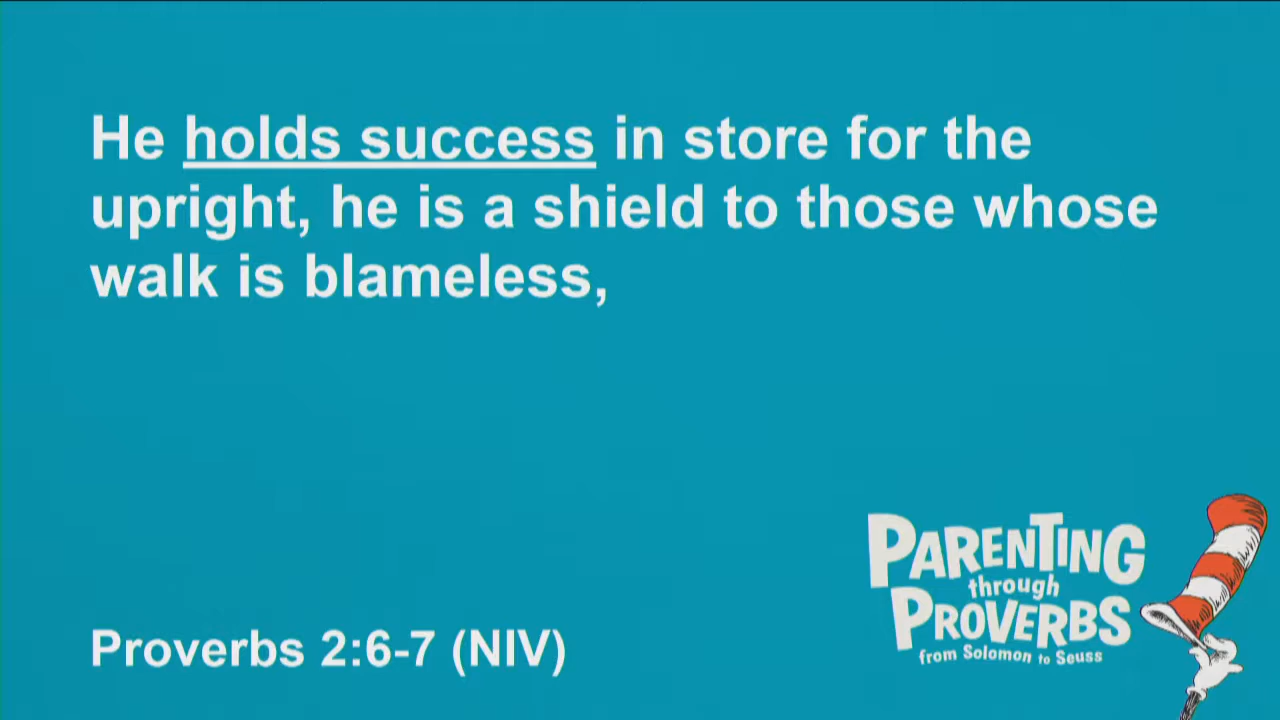 He holds success in store for the
upright, he is a shield to those whose
walk is blameless,
Proverbs 2:6-7 (NIV)
PARENTING
through
PROVERBS
from Solomon to Seuss